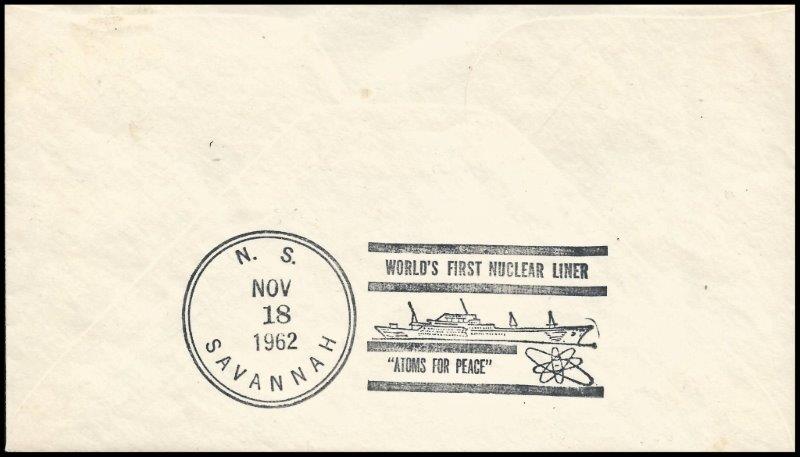 N. S.
NOV
18
1962
SAVANNAH
WORLD'S FIRST NUCLEAR LINER
"ATOMS FOR PEACE"